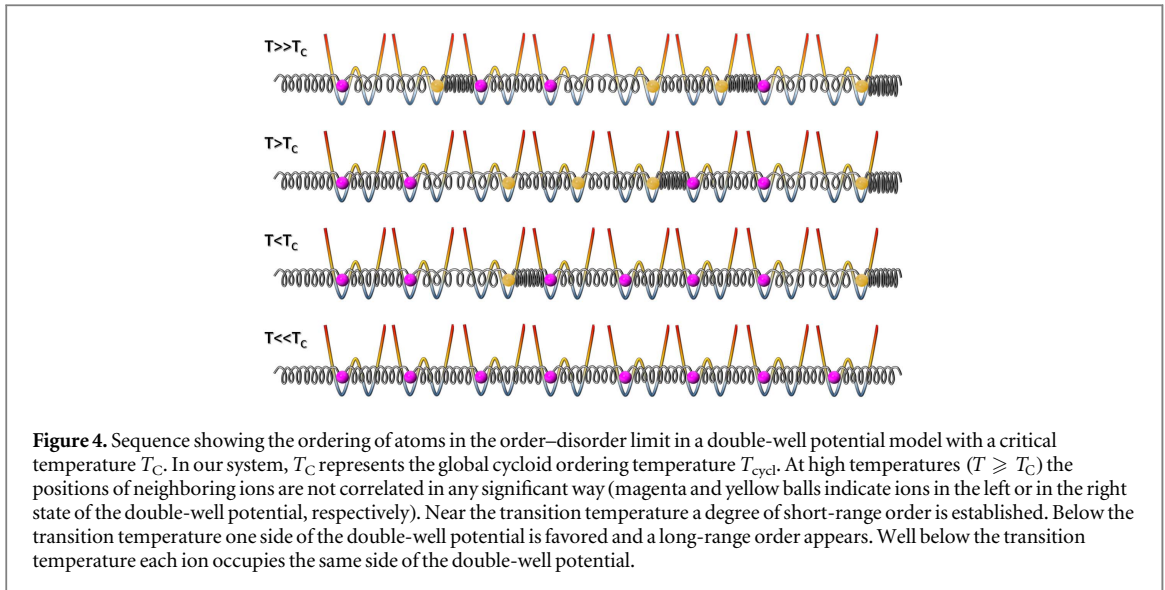 T>>T_C
T>T_C
T<T_C
T<<T_C
Figure 4. Sequence showing the ordering of atoms in the order–disorder limit in a double-well potential model with a critical
temperature T_C. In our system, T_C represents the global cycloid ordering temperature T_cycl. At high temperatures (T ⩾ T_C) the
positions of neighboring ions are not correlated in any significant way (magenta and yellow balls indicate ions in the left or in the right
state of the double-well potential, respectively). Near the transition temperature a degree of short-range order is established. Below the
transition temperature one side of the double-well potential is favored and a long-range order appears. Well below the transition
temperature each ion occupies the same side of the double-well potential.